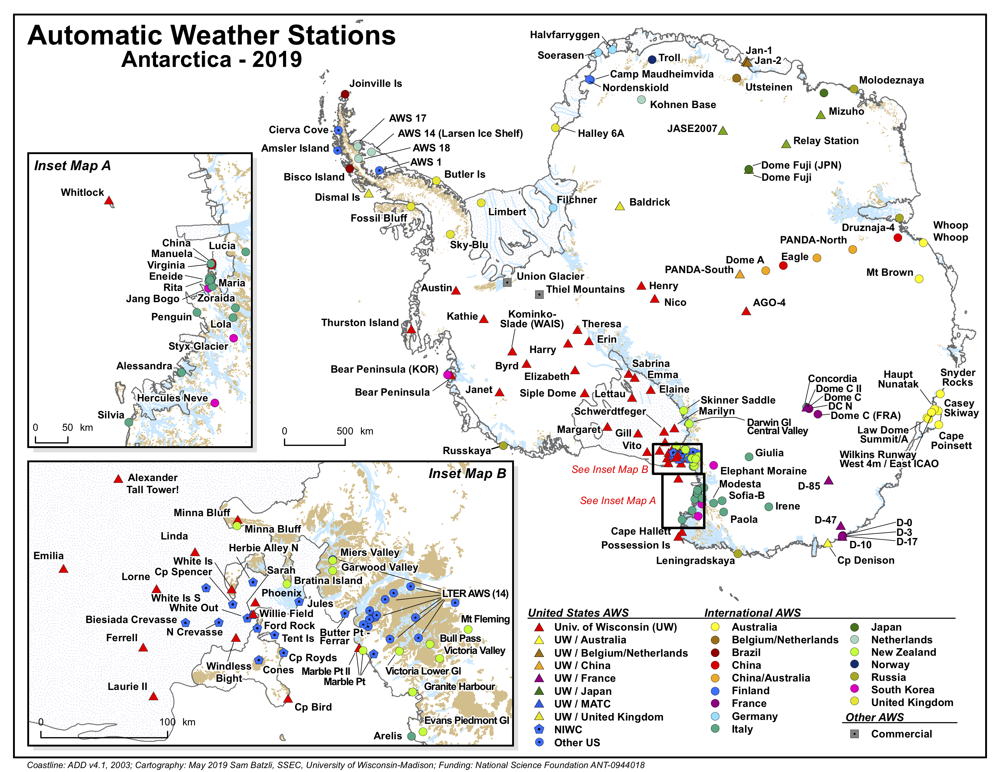 Automatic Weather Stations
Antarctica - 2019
Halvfarryggen
Soerasen
Troll
Jan-1
Jan-2
Camp Maudheimvida
Nordenskiold
Utsteinen
Molodeznaya
Kohnen Base
Mizuho
Halley 6A
JASE2007
Relay Station
Dome Fuji (JPN)
Dome Fuji
Joinville Is
AWS 17
Cierva Cove
AWS 14 (Larsen Ice Shelf)
Amsler Island
AWS 18
AWS 1
Bisco Island
Butler Is
Dismal Is
Fossil Bluff
Limbert
Filchner
Baldrick
Sky-Blu
Druznaja-4
Whoop
Whoop
PANDA-North
Eagle
Dome A
PANDA-South
Mt Brown
Union Glacier
Thiel Mountains
Austin
Henry
Nico
AGO-4
Kathie
Kominko-
Slade (WAIS)
Theresa
Thurston Island
Erin
Harry
Byrd
Sabrina
Bear Peninsula (KOR)
Elizabeth
Emma
Bear Peninsula
Janet
Siple Dome
Lettau
Elaine
Skinner Saddle
Schwerdtfeger
Marilyn
Darwin Gl
Central Valley
Margaret
Gill
Vito
Russkaya
Concordia
Dome C II
Dome C
DC N
Dome C (FRA)
Haupt
Nunatak
Snyder
Rocks
Casey
Skiway
Law Dome
Summit/A
Cape
Poinsett
Wilkins Runway
West 4m / East ICAO
Giulia
See Inset Map B
Elephant Moraine
Modesta
D-85
Sofia-B
See Inset Map A
Irene
Paola
D-47
D-0
D-3
D-17
D-10
Cape Hallett
Possession Is
Leningradskaya
Cp Denison
0 500 km
Inset Map A
Whitlock
China
Lucia
Manuela
Virginia
Eneide
Maria
Rita
Jang Bogo
Zoraida
Penguin
Lola
Styx Glacier
Alessandra
Hercules Neve
Silvia
0 50 km
Inset Map B
Alexander
Tall Tower!
Minna Bluff
Minna Bluff
Linda
Herbie Alley N
Miers Valley
Emilia
White Is
Garwood Valley
Cp Spencer
Sarah
Lorne
Bratina Island
Phoenix
LTER AWS (14)
White Is S
Jules
White Out
Willie Field
Biesiada Crevasse
Ford Rock
Mt Fleming
N Crevasse
Tent Is
Butter Pt -
Ferrar
Ferrell
Bull Pass
Victoria Valley
Cp Royds
Windless
Bight
Cones
Marble Pt II
Victoria Lower Gl
Marble Pt
Laurie II
Granite Harbour
Cp Bird
Evans Piedmont Gl
Arelis
0 100 km
United States AWS
Univ. of Wisconsin (UW)
UW / Australia
UW / Belgium/Netherlands
UW / China
UW / France
UW / Japan
UW / MATC
UW / United Kingdom
NIWC
Other US
International AWS
Australia
Belgium/Netherlands
Brazil
China
China/Australia
Finland
France
Germany
Italy
Japan
Netherlands
New Zealand
Norway
Russia
South Korea
United Kingdom
Other AWS
Commercial
Coastline: ADD v4.1, 2003; Cartography: May 2019 Sam Batzli, SSEC, University of Wisconsin-Madison; Funding: National Science Foundation ANT-0944018